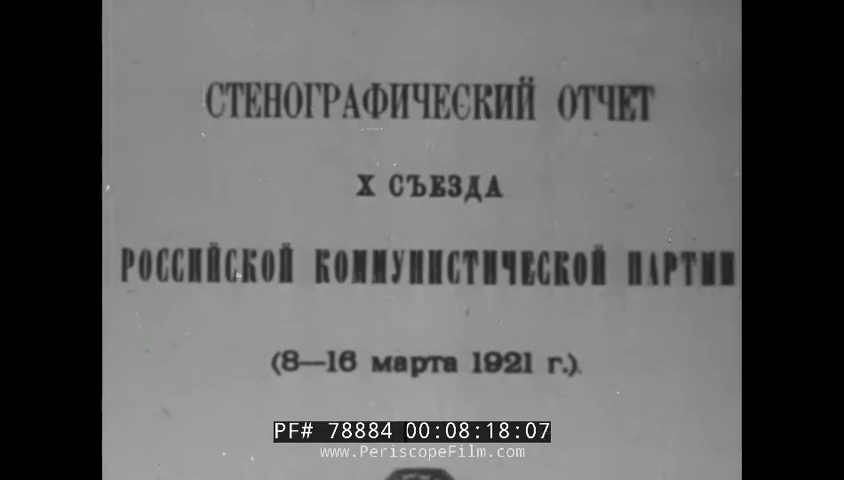 СТЕНОГРАФИЧЕСКИЙ ОТЧЕТ
X СЪЕЗДА
РОССИЙСКОЙ КОММУНИСТИЧЕСКОЙ ПАРТИИ
(8—16 марта 1921 г.).
PF# 78884 00:08:18:07
www.PeriscopeFilm.com